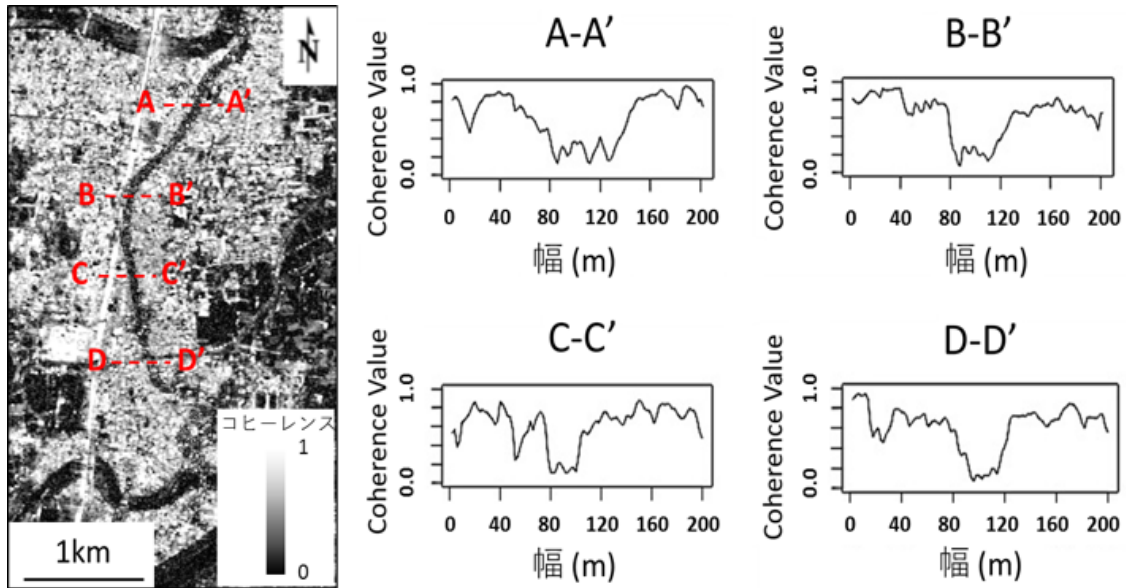 N
A A'
B B'
C C'
D D'
コヒーレンス
1
0
1km
A-A'
Coherence Value
1.0
0.0
0 40 80 120 160 200
幅 (m)
B-B'
Coherence Value
1.0
0.0
0 40 80 120 160 200
幅 (m)
C-C'
Coherence Value
1.0
0.0
0 40 80 120 160 200
幅 (m)
D-D'
Coherence Value
1.0
0.0
0 40 80 120 160 200
幅 (m)